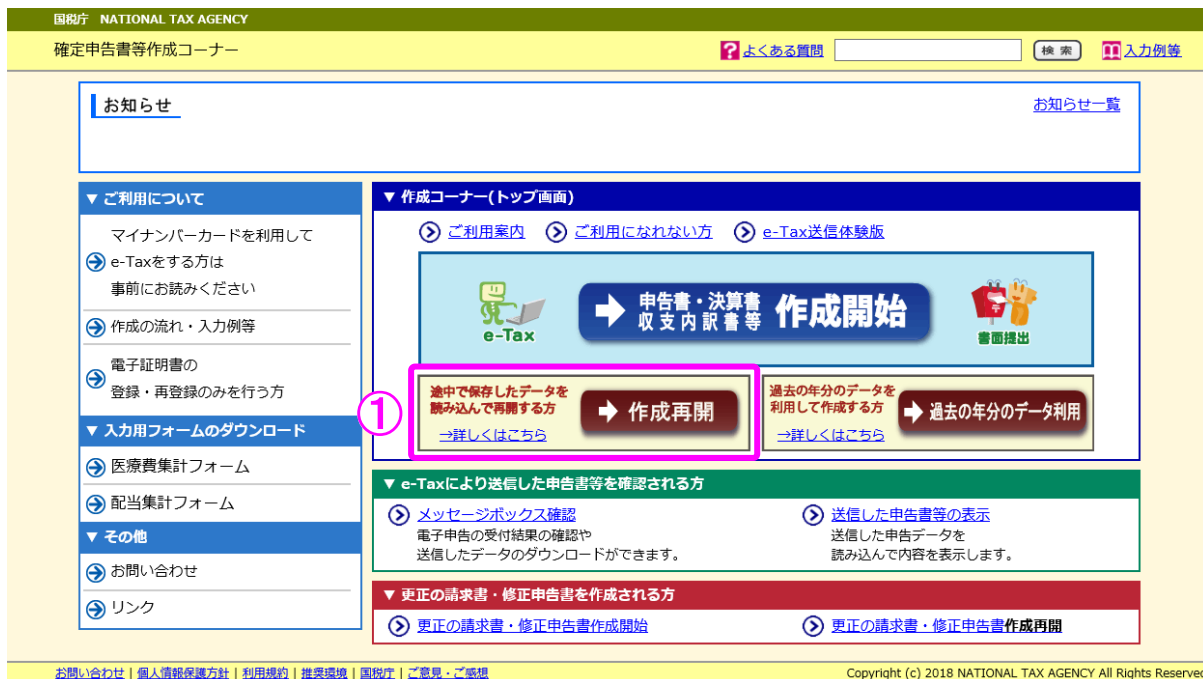 国税庁 NATIONAL TAX AGENCY
確定申告書等作成コーナー
? よくある質問
検 索
入力例等
お知らせ
お知らせ一覧
▼ ご利用について
マイナンバーカードを利用して
e-Taxをする方は
事前にお読みください
作成の流れ・入力例等
電子証明書の
登録・再登録のみを行う方
▼ 入力用フォームのダウンロード
医療費集計フォーム
配当集計フォーム
▼ その他
お問い合わせ
リンク
▼ 作成コーナー(トップ画面)
ご利用案内
ご利用になれない方
e-Tax送信体験版
e-Tax
申告書・決算書
収支内訳書等
作成開始
書面提出
①
途中で保存したデータを
読み込んで再開する方
→詳しくはこちら
作成再開
過去の年分のデータを
利用して作成する方
→詳しくはこちら
過去の年分のデータ利用
▼ e-Taxにより送信した申告書等を確認される方
メッセージボックス確認
電子申告の受付結果の確認や
送信したデータのダウンロードができます。
送信した申告書等の表示
送信した申告データを
読み込んで内容を表示します。
▼ 更正の請求書・修正申告書を作成される方
更正の請求書・修正申告書作成開始
更正の請求書・修正申告書作成再開
お問い合わせ | 個人情報保護方針 | 利用規約 | 推奨環境 | 国税庁 | ご意見・ご感想
Copyright (c) 2018 NATIONAL TAX AGENCY All Rights Reserved